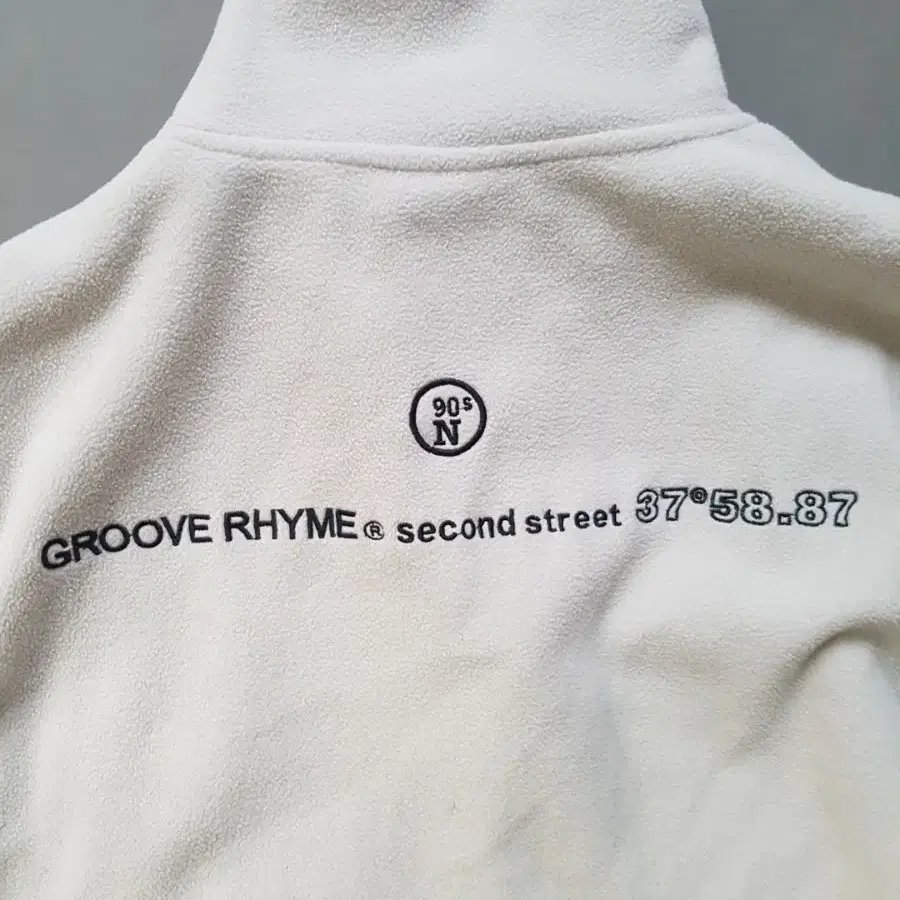 90s
N
GROOVE RHYME® second street 37°58.87